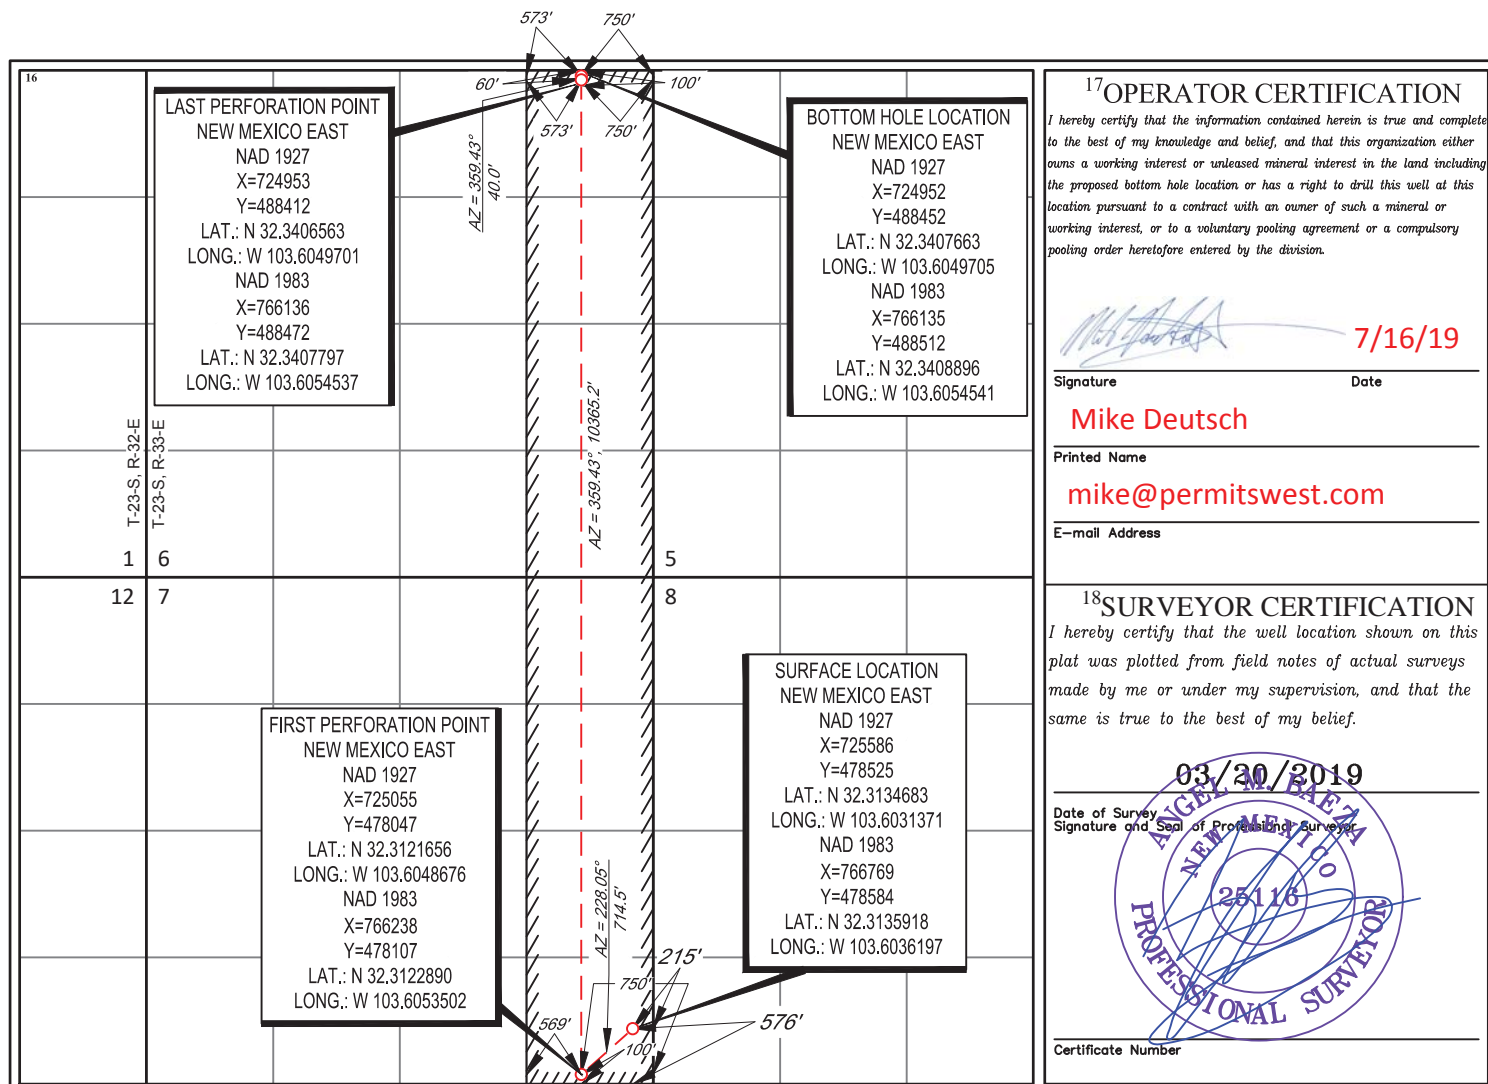 573'
750'
16
60'
100'
573'
750'
AZ = 359.43°
40.0'
LAST PERFORATION POINT
NEW MEXICO EAST
NAD 1927
X=724953
Y=488412
LAT.: N 32.3406563
LONG.: W 103.6049701
NAD 1983
X=766136
Y=488472
LAT.: N 32.3407797
LONG.: W 103.6054537
BOTTOM HOLE LOCATION
NEW MEXICO EAST
NAD 1927
X=724952
Y=488452
LAT.: N 32.3407663
LONG.: W 103.6049705
NAD 1983
X=766135
Y=488512
LAT.: N 32.3408896
LONG.: W 103.6054541
T-23-S, R-32-E
T-23-S, R-33-E
AZ = 359.43°, 10365.2'
1
6
5
12
7
8
FIRST PERFORATION POINT
NEW MEXICO EAST
NAD 1927
X=725055
Y=478047
LAT.: N 32.3121656
LONG.: W 103.6048676
NAD 1983
X=766238
Y=478107
LAT.: N 32.3122890
LONG.: W 103.6053502
SURFACE LOCATION
NEW MEXICO EAST
NAD 1927
X=725586
Y=478525
LAT.: N 32.3134683
LONG.: W 103.6031371
NAD 1983
X=766769
Y=478584
LAT.: N 32.3135918
LONG.: W 103.6036197
AZ = 228.05°
714.5'
215'
750'
569'
576'
100'
17 OPERATOR CERTIFICATION
I hereby certify that the information contained herein is true and complete
to the best of my knowledge and belief, and that this organization either
owns a working interest or unleased mineral interest in the land including
the proposed bottom hole location or has a right to drill this well at this
location pursuant to a contract with an owner of such a mineral or
working interest, or to a voluntary pooling agreement or a compulsory
pooling order heretofore entered by the division.
7/16/19
Signature Date
Mike Deutsch
Printed Name
mike@permitswest.com
E-mail Address
18 SURVEYOR CERTIFICATION
I hereby certify that the well location shown on this
plat was plotted from field notes of actual surveys
made by me or under my supervision, and that the
same is true to the best of my belief.
03/20/2019
Date of Survey
Signature and Seal of Professional Surveyor
ANGEL M. BAEZA
NEW MEXICO
25116
PROFESSIONAL SURVEYOR
Certificate Number